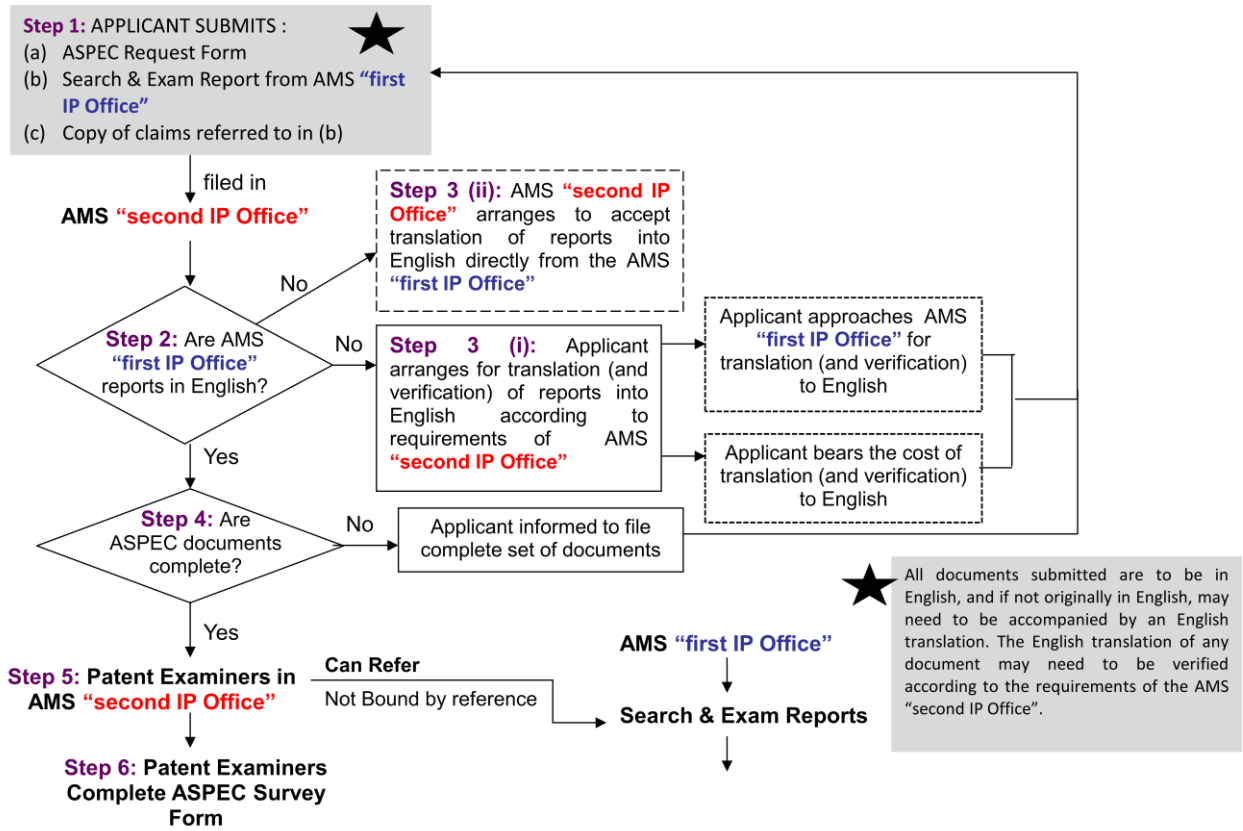 Step 1: APPLICANT SUBMITS :
(a) ASPEC Request Form
(b) Search & Exam Report from AMS “first
IP Office”
(c) Copy of claims referred to in (b)
filed in
AMS “second IP Office”
No
Step 3 (ii): AMS “second IP
Office” arranges to accept
translation of reports into
English directly from the AMS
“first IP Office”
Step 2: Are AMS
“first IP Office”
reports in English?
No
Step 3 (i): Applicant
arranges for translation (and
verification) of reports into
English according to
requirements of AMS
“second IP Office”
Applicant approaches AMS
“first IP Office” for
translation (and verification)
to English
Applicant bears the cost of
translation (and verification)
to English
Yes
Step 4: Are
ASPEC documents
complete?
No
Applicant informed to file
complete set of documents
Yes
Step 5: Patent Examiners in
AMS “second IP Office”
Can Refer
Not Bound by reference
AMS “first IP Office”
Search & Exam Reports
All documents submitted are to be in
English, and if not originally in English, may
need to be accompanied by an English
translation. The English translation of any
document may need to be verified
according to the requirements of the AMS
“second IP Office”.
Step 6: Patent Examiners
Complete ASPEC Survey
Form